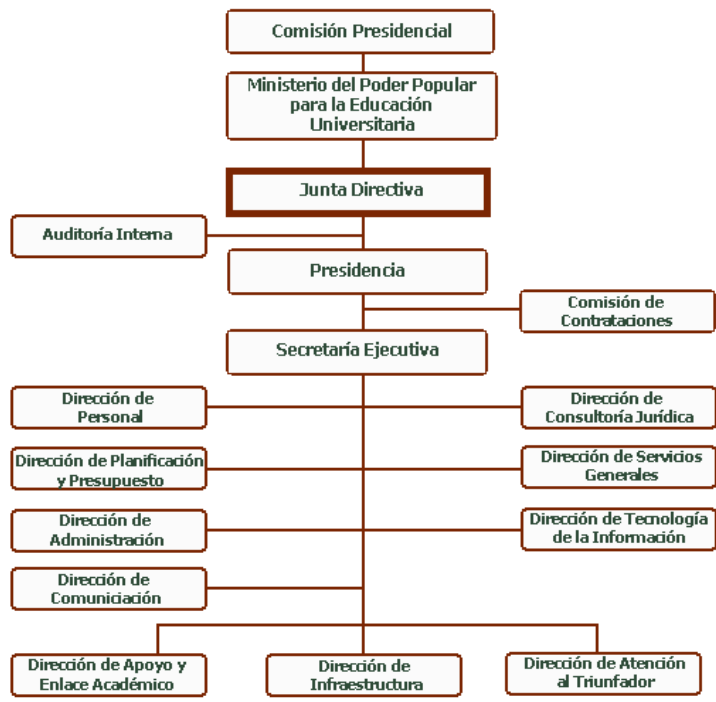 Comisión Presidencial
Ministerio del Poder Popular
para la Educación
Universitaria
Junta Directiva
Auditoría Interna
Presidencia
Comisión de
Contrataciones
Secretaría Ejecutiva
Dirección de
Personal
Dirección de
Consultoría Jurídica
Dirección de Planificación
y Presupuesto
Dirección de Servicios
Generales
Dirección de
Administración
Dirección de Tecnología
de la Información
Dirección de
Comuniciación
Dirección de Apoyo y
Enlace Académico
Dirección de
Infraestructura
Dirección de Atención
al Triunfador